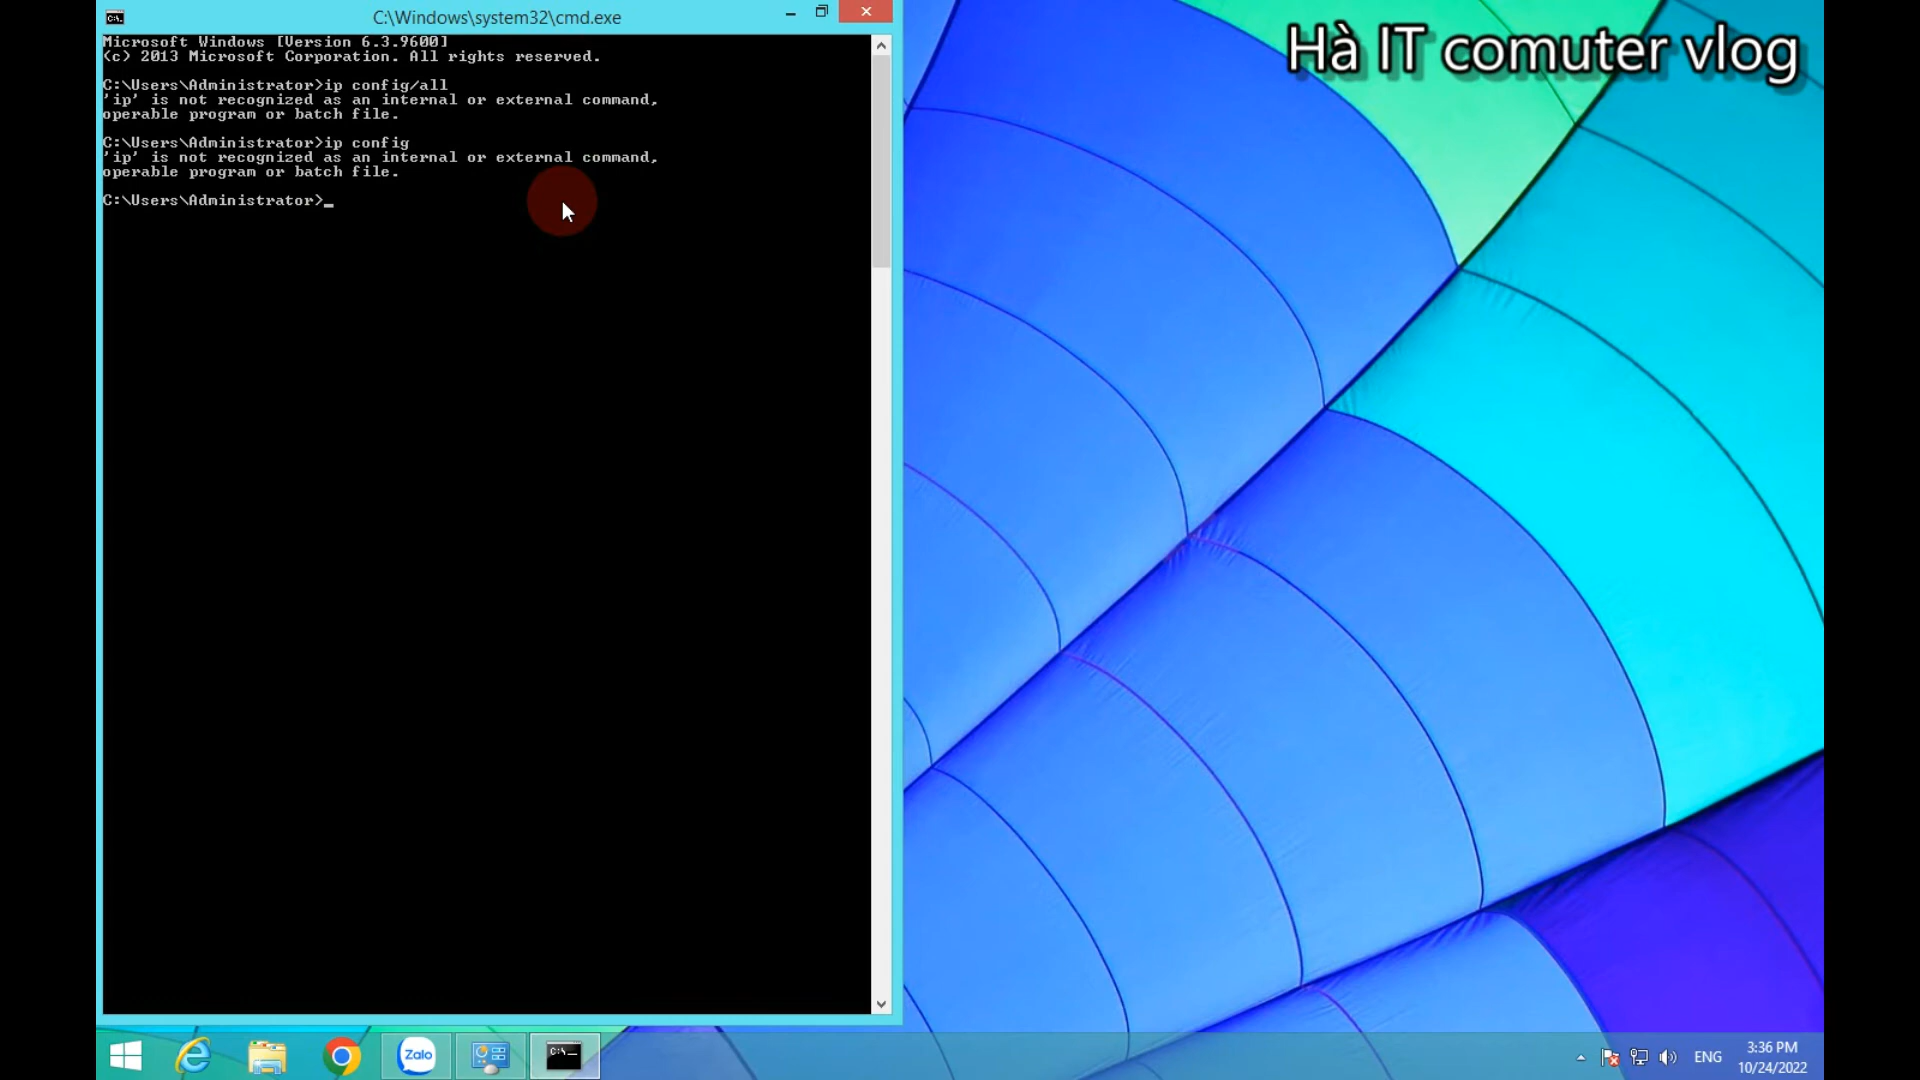 C:\Windows\system32\cmd.exe
Hà IT comuter vlog
Microsoft Windows [Version 6.3.9600]
(c) 2013 Microsoft Corporation. All rights reserved.
C:\Users\Administrator>ip config/all
'ip' is not recognized as an internal or external command,
operable program or batch file.
C:\Users\Administrator>ip config
'ip' is not recognized as an internal or external command,
operable program or batch file.
C:\Users\Administrator>_
Zalo
C:\_
ENG
3:36 PM
10/24/2022